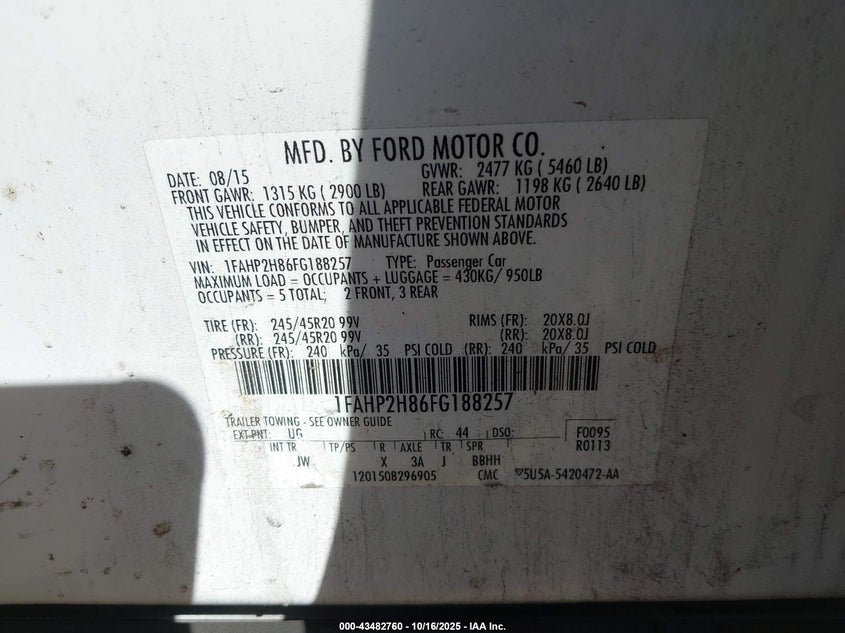 MFD. BY FORD MOTOR CO.
DATE: 08/15 GVWR: 2477 KG ( 5460 LB)
FRONT GAWR: 1315 KG ( 2900 LB) REAR GAWR: 1198 KG ( 2640 LB)
THIS VEHICLE CONFORMS TO ALL APPLICABLE FEDERAL MOTOR
VEHICLE SAFETY, BUMPER, AND THEFT PREVENTION STANDARDS
IN EFFECT ON THE DATE OF MANUFACTURE SHOWN ABOVE.
VIN: 1FAHP2H86FG188257 TYPE: Passenger Car
MAXIMUM LOAD = OCCUPANTS + LUGGAGE = 430KG/ 950LB
OCCUPANTS = 5 TOTAL; 2 FRONT, 3 REAR
TIRE (FR): 245/45R20 99V RIMS (FR): 20X8.0J
(RR): 245/45R20 99V (RR): 20X8.0J
PRESSURE (FR): 240 kPa/ 35 PSI COLD (RR): 240 kPa/ 35 PSI COLD
1FAHP2H86FG188257
TRAILER TOWING - SEE OWNER GUIDE
EXT PNT: UG RC: 44 DSO: F0095
INT TR TP/PS R AXLE TR SPR R0113
JW X 3A J BBHH
1201508296905 CMC 5U5A-5420472-AA
000-43482760 - 10/16/2025 - IAA Inc.